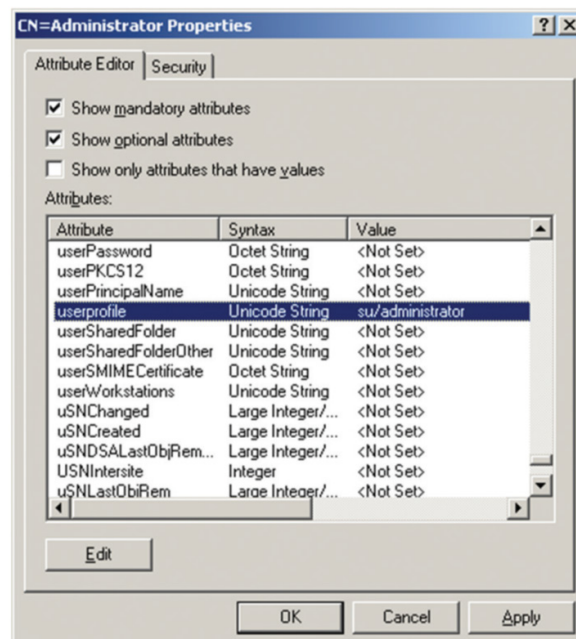 CN=Administrator Properties
Attribute Editor Security
Show mandatory attributes
Show optional attributes
Show only attributes that have values
Attributes:
Attribute Syntax Value
userPassword Octet String <Not Set>
userPKCS12 Octet String <Not Set>
userPrincipalName Unicode String <Not Set>
userprofile Unicode String su/administrator
userSharedFolder Unicode String <Not Set>
userSharedFolderOther Unicode String <Not Set>
userSMIMECertificate Octet String <Not Set>
userWorkstations Unicode String <Not Set>
uSNChanged Large Integer/... <Not Set>
uSNCreated Large Integer/... <Not Set>
uSNDSALastObjRem... Large Integer/... <Not Set>
USNIntersite Integer <Not Set>
uSNLastObjRem Large Integer/... <Not Set>
Edit
OK Cancel Apply